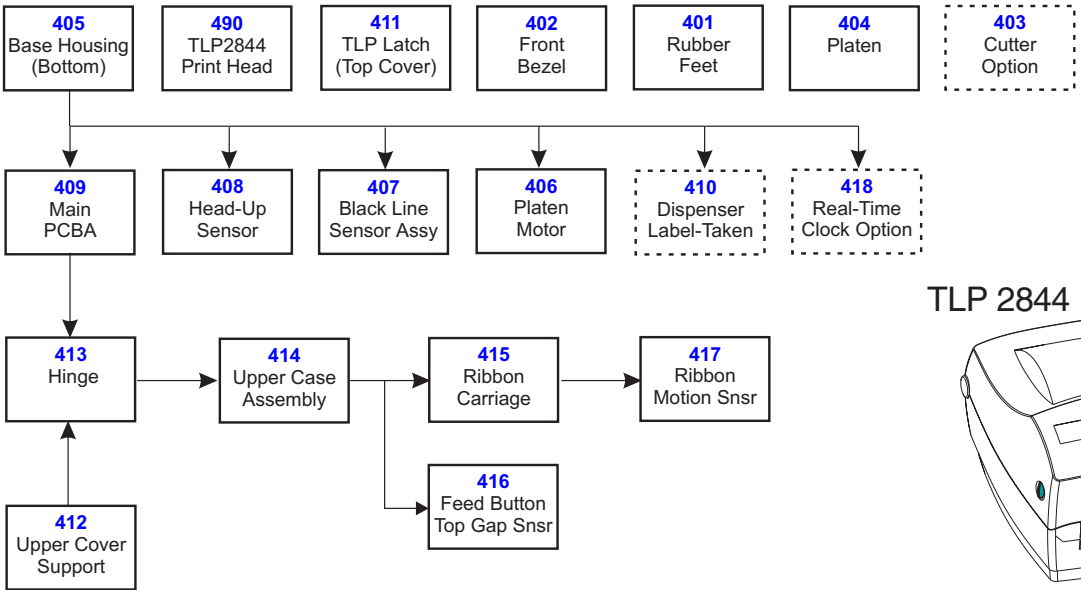 405
Base Housing
(Bottom)
490
TLP2844
Print Head
411
TLP Latch
(Top Cover)
402
Front
Bezel
401
Rubber
Feet
404
Platen
403
Cutter
Option
409
Main
PCBA
408
Head-Up
Sensor
407
Black Line
Sensor Assy
406
Platen
Motor
410
Dispenser
Label-Taken
418
Real-Time
Clock Option
TLP 2844
413
Hinge
414
Upper Case
Assembly
415
Ribbon
Carriage
417
Ribbon
Motion Snsr
416
Feed Button
Top Gap Snsr
412
Upper Cover
Support